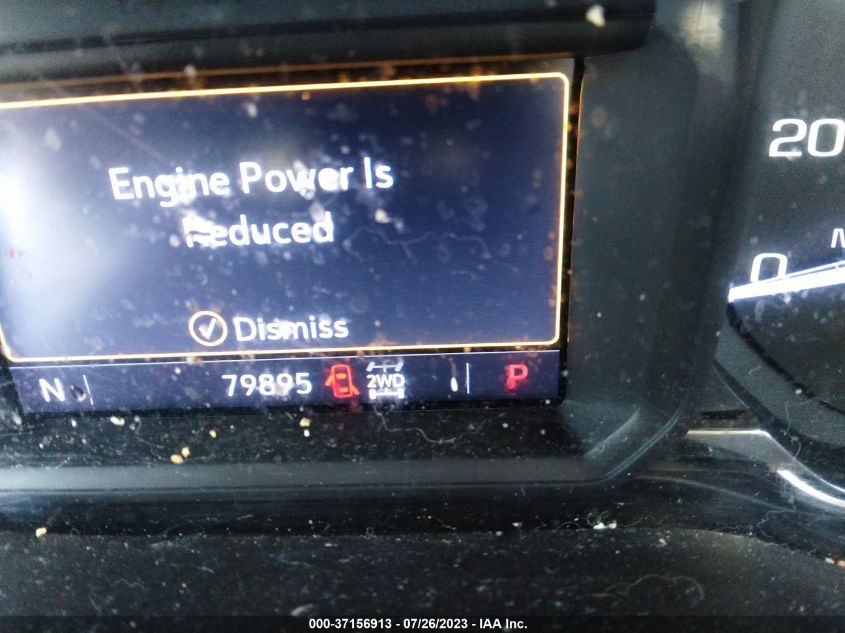 Engine Power Is
Reduced
Dismiss
N 79895 2WD P
20
0
000-37156913 - 07/26/2023 - IAA Inc.